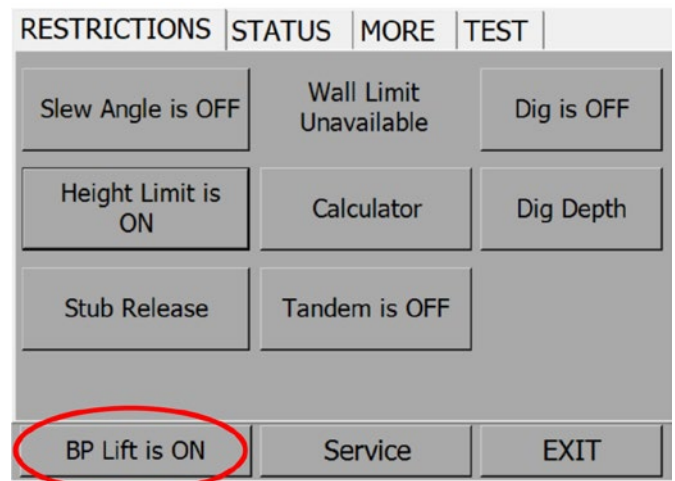 RESTRICTIONS STATUS MORE TEST
Slew Angle is OFF
Wall Limit
Unavailable
Dig is OFF
Height Limit is
ON
Calculator
Dig Depth
Stub Release
Tandem is OFF
BP Lift is ON
Service
EXIT